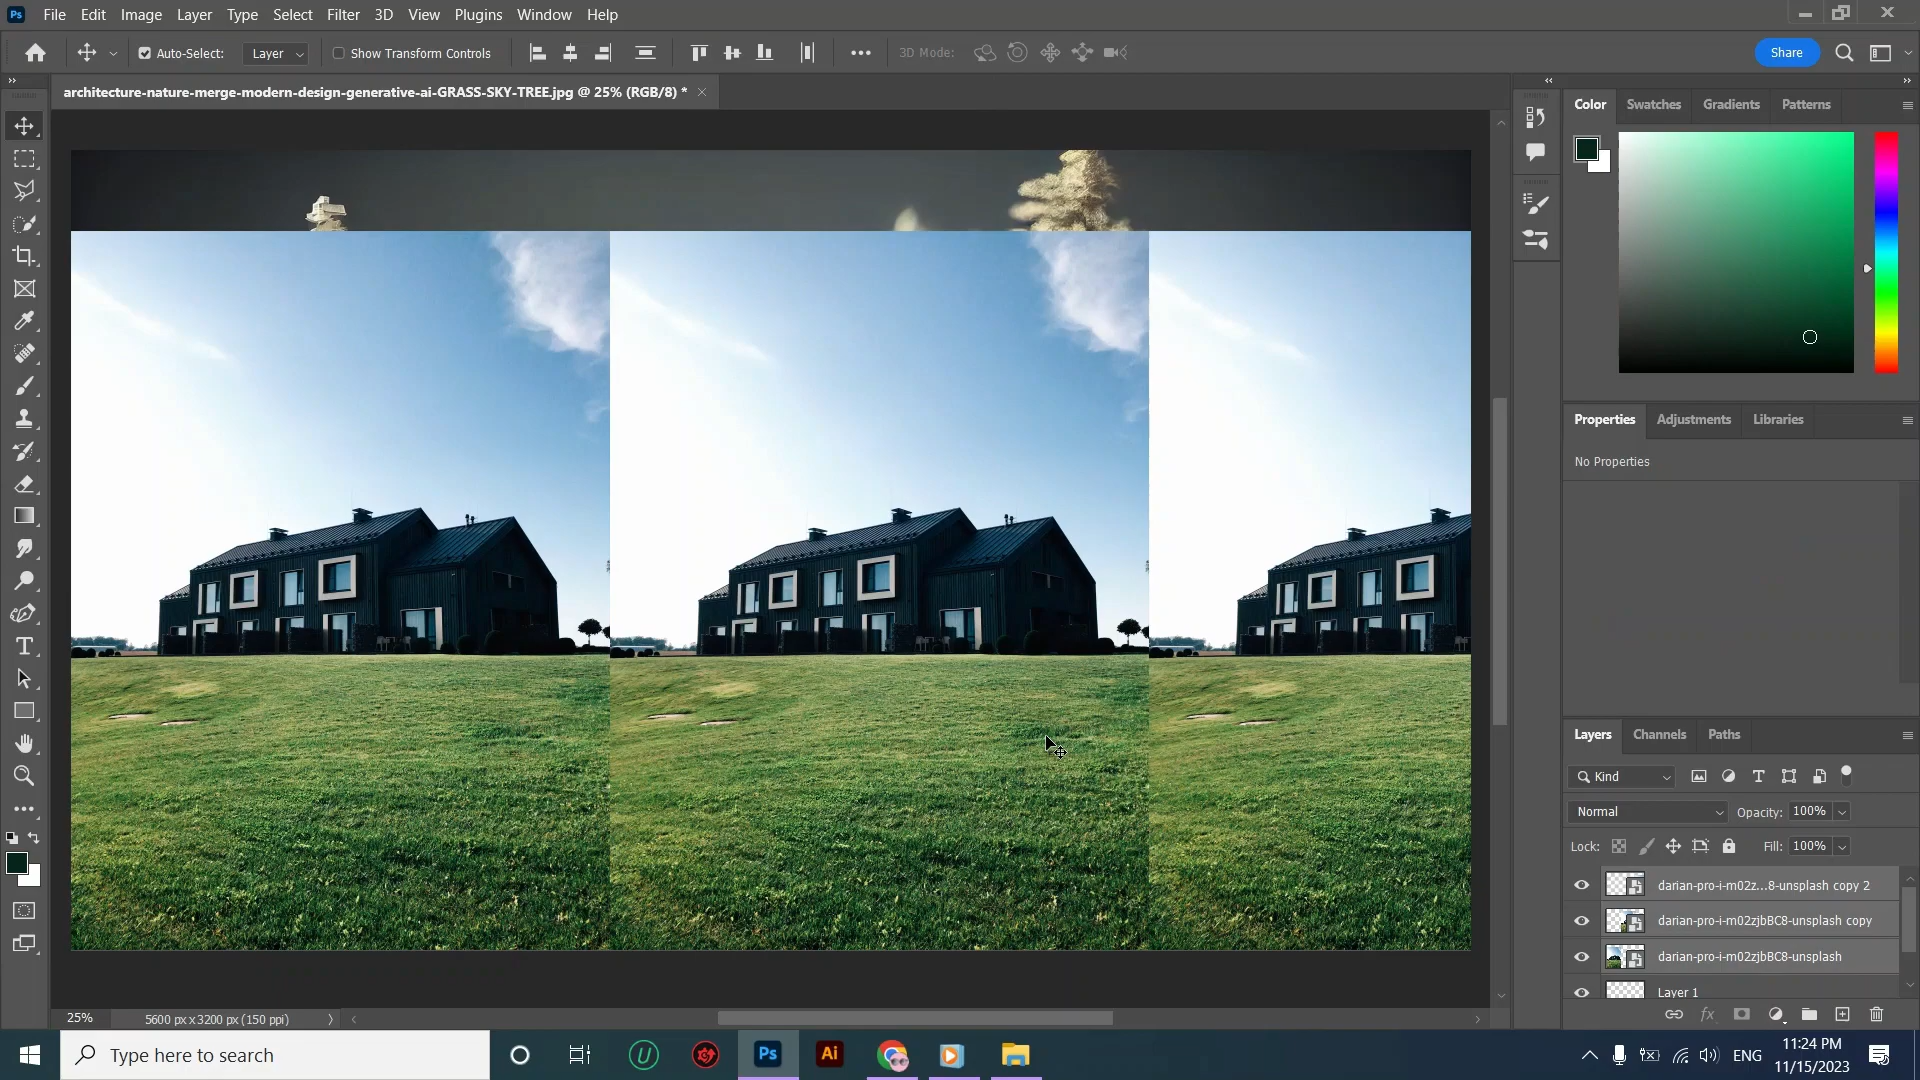 Ps File Edit Image Layer Type Select Filter 3D View Plugins Window Help
Auto-Select: Layer Show Transform Controls 3D Mode: Share
architecture-nature-merge-modern-design-generative-ai-GRASS-SKY-TREE.jpg @ 25% (RGB/8) *
Color Swatches Gradients Patterns
Properties Adjustments Libraries
No Properties
Layers Channels Paths
Kind
Normal Opacity: 100%
Lock: Fill: 100%
darian-pro-i-m02z...8-unsplash copy 2
darian-pro-i-m02zjbBC8-unsplash copy
darian-pro-i-m02zjbBC8-unsplash
Layer 1
25% 5600 px x 3200 px (150 ppi)
Type here to search
Ps Ai ENG
11:24 PM
11/15/2023